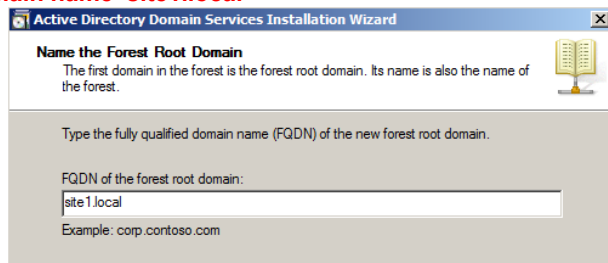 Active Directory Domain Services Installation Wizard
Name the Forest Root Domain
The first domain in the forest is the forest root domain. Its name is also the name of
the forest.
Type the fully qualified domain name (FQDN) of the new forest root domain.
FQDN of the forest root domain:
site1.local
Example: corp.contoso.com